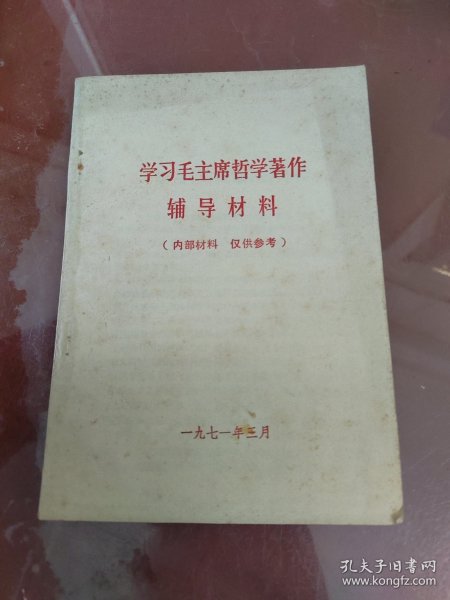 学习毛主席哲学著作
辅导材料
（内部材料 仅供参考）
一九七一年三月
孔夫子旧书网
www.kongfz.com